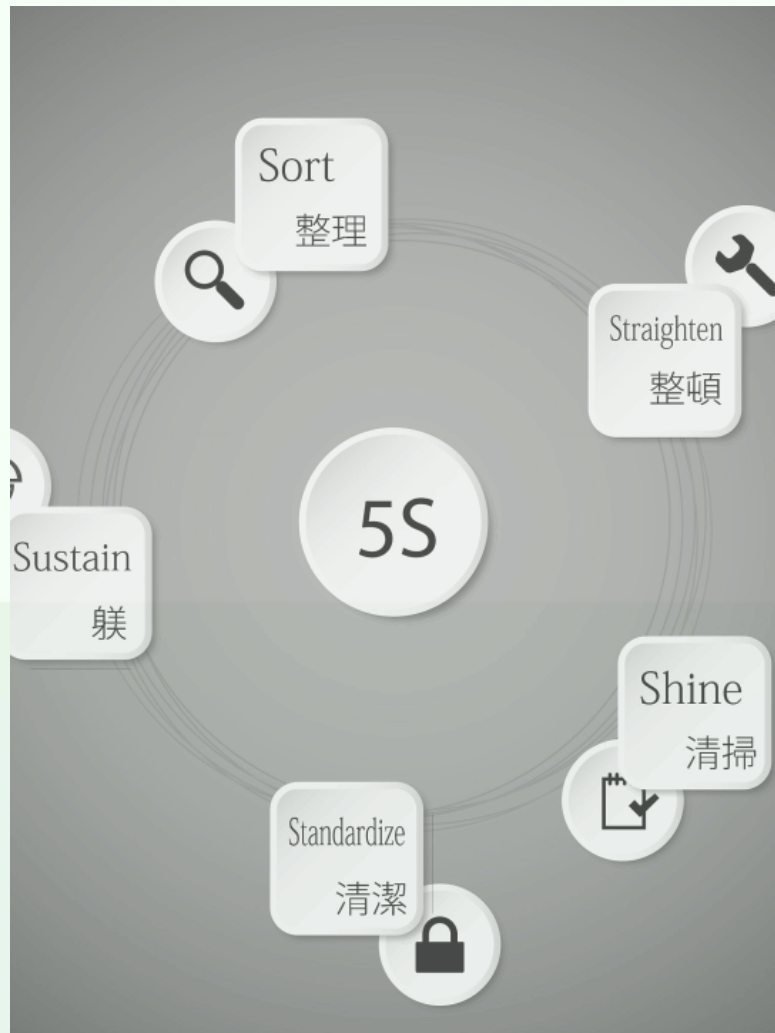 Sort
整理
Straighten
整頓
5S
Sustain
躾
Shine
清掃
Standardize
清潔